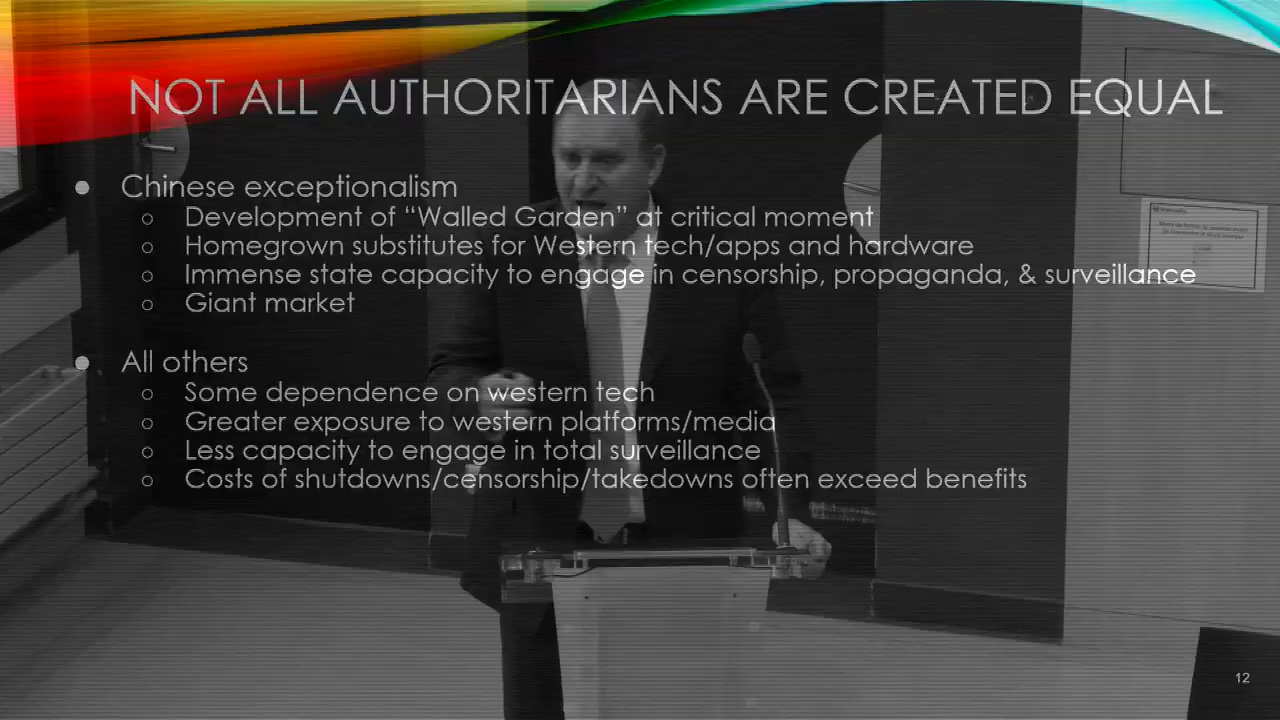 NOT ALL AUTHORITARIANS ARE CREATED EQUAL
● Chinese exceptionalism
○ Development of “Walled Garden” at critical moment
○ Homegrown substitutes for Western tech/apps and hardware
○ Immense state capacity to engage in censorship, propaganda, & surveillance
○ Giant market
● All others
○ Some dependence on western tech
○ Greater exposure to western platforms/media
○ Less capacity to engage in total surveillance
○ Costs of shutdowns/censorship/takedowns often exceed benefits
12